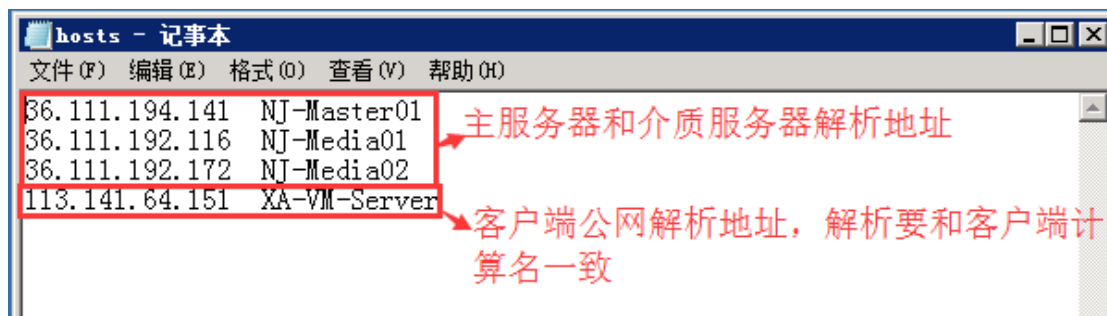 hosts - 记事本
文件(F) 编辑(E) 格式(O) 查看(V) 帮助(H)
36.111.194.141 NJ-Master01
36.111.192.116 NJ-Media01
36.111.192.172 NJ-Media02
113.141.64.151 XA-VM-Server
主服务器和介质服务器解析地址
客户端公网解析地址，解析要和客户端计
算名一致